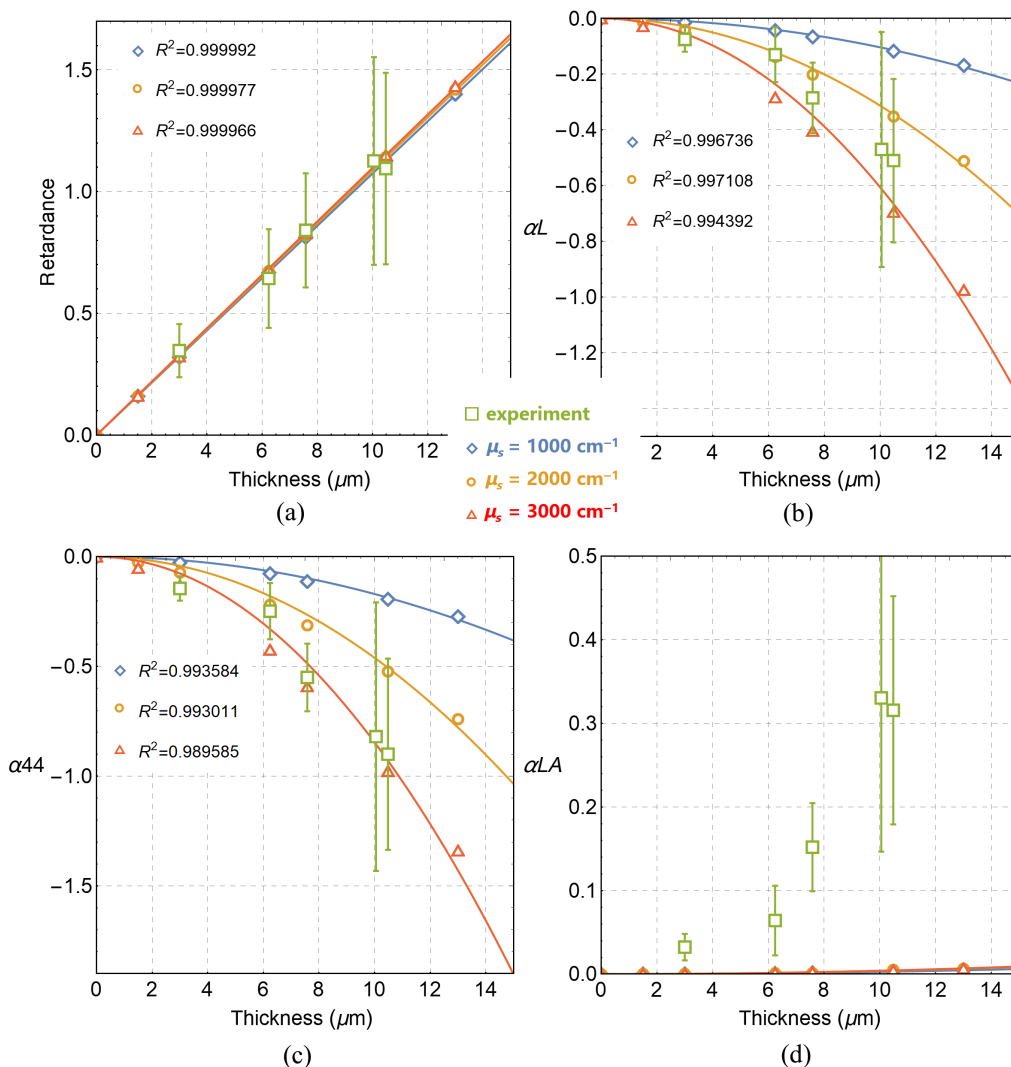 1.5
1.0
0.5
0.0
Retardance
R²=0.999992
R²=0.999977
R²=0.999966
0 2 4 6 8 10 12
Thickness (μm)
(a)
0.0
−0.2
−0.4
−0.6
−0.8
−1.0
−1.2
αL
R²=0.996736
R²=0.997108
R²=0.994392
2 4 6 8 10 12 14
Thickness (μm)
(b)
experiment
μs = 1000 cm⁻¹
μs = 2000 cm⁻¹
μs = 3000 cm⁻¹
0.0
−0.5
−1.0
−1.5
α44
R²=0.993584
R²=0.993011
R²=0.989585
0 2 4 6 8 10 12 14
Thickness (μm)
(c)
0.5
0.4
0.3
0.2
0.1
0.0
αLA
0 2 4 6 8 10 12 14
Thickness (μm)
(d)